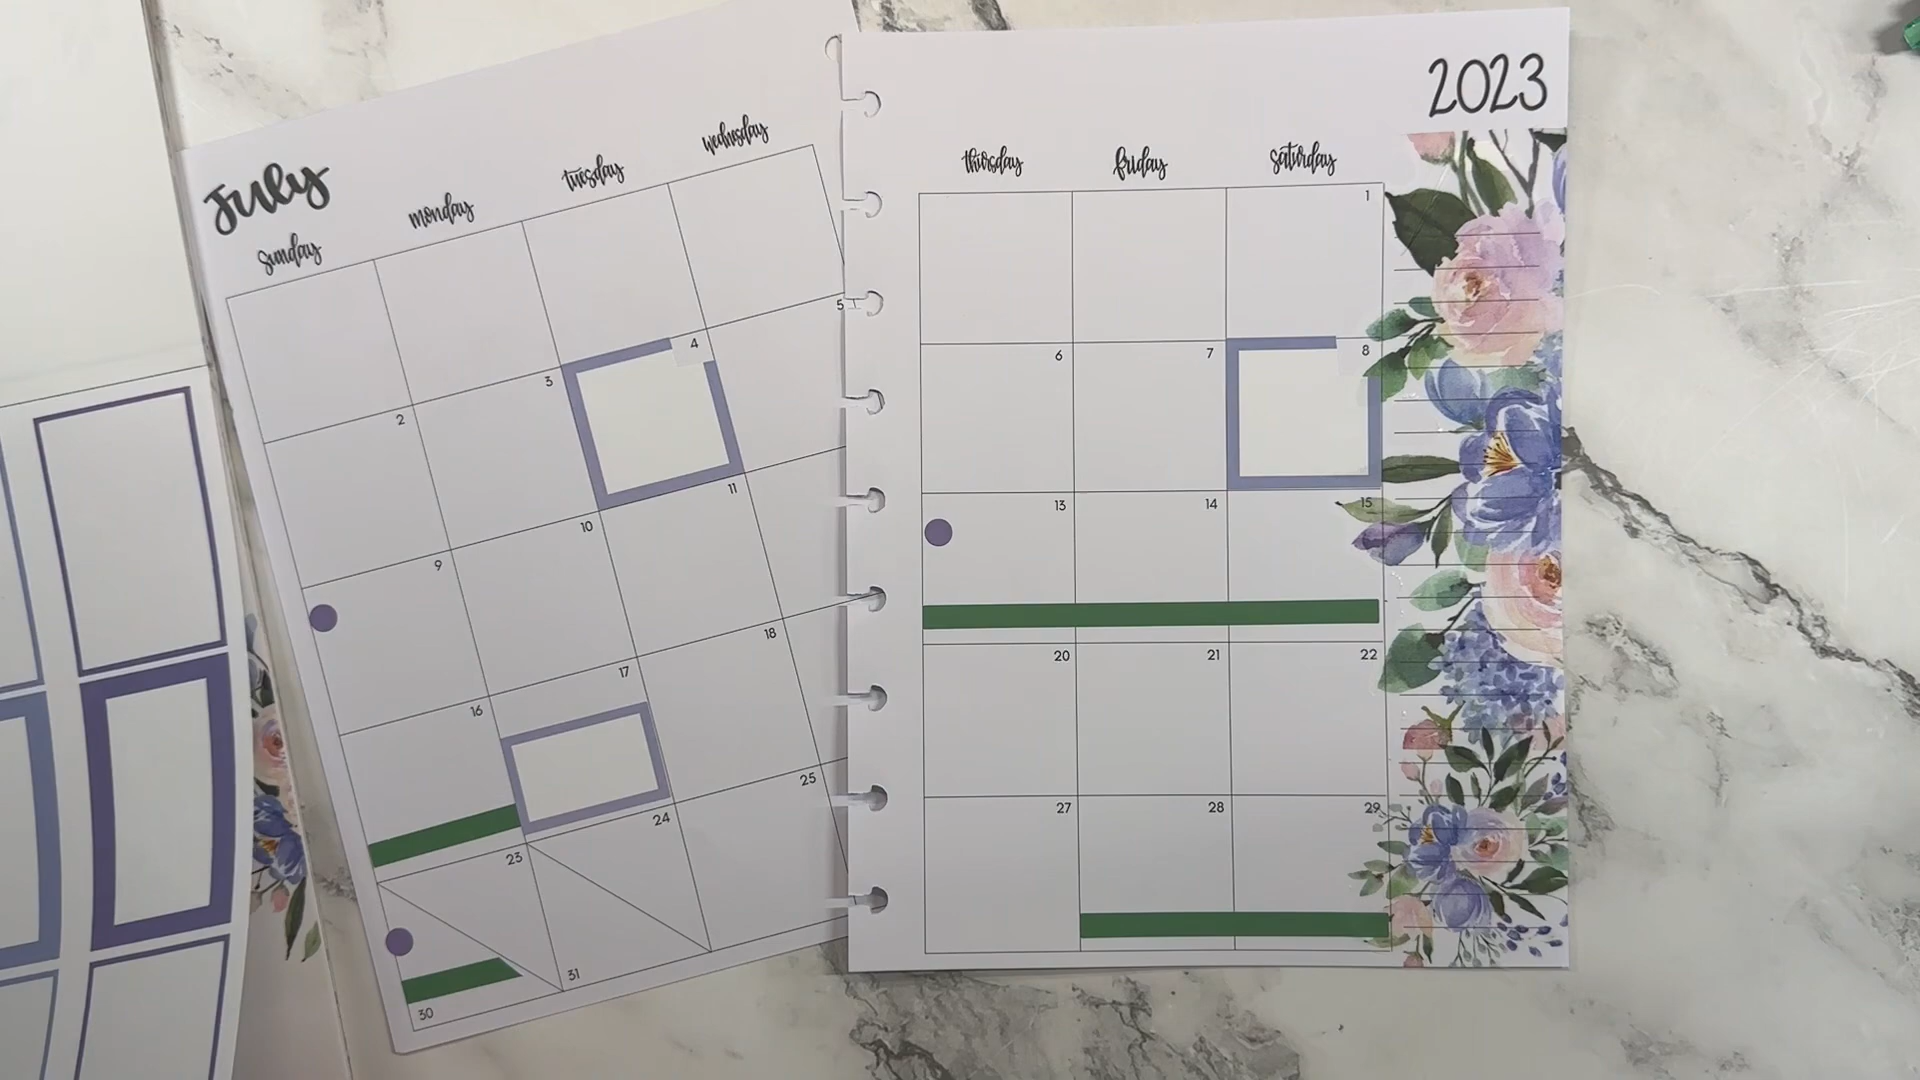 July
2023
sunday monday tuesday wednesday
thursday friday saturday
1
2 3 4 5
6 7 8
9 10 11
13 14 15
16 17 18
20 21 22
23 24 25
27 28 29
30 31